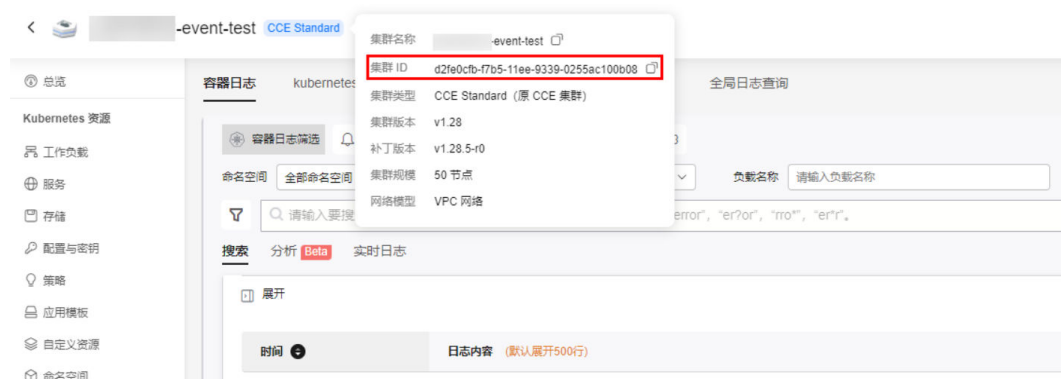 -event-test CCE Standard
集群名称 -event-test
集群 ID d2fe0cfb-f7b5-11ee-9339-0255ac100b08
集群类型 CCE Standard（原 CCE 集群）
集群版本 v1.28
补丁版本 v1.28.5-r0
集群规模 50 节点
网络模型 VPC 网络
总览
Kubernetes 资源
工作负载
服务
存储
配置与密钥
策略
应用模板
自定义资源
命名空间
容器日志 kubernetes 全局日志查询
容器日志筛选
命名空间 全部命名空间 负载名称 请输入负载名称
请输入要搜 error", "er?or", "rro*", "er*r"。
搜索 分析 Beta 实时日志
展开
时间 日志内容 (默认展开500行)